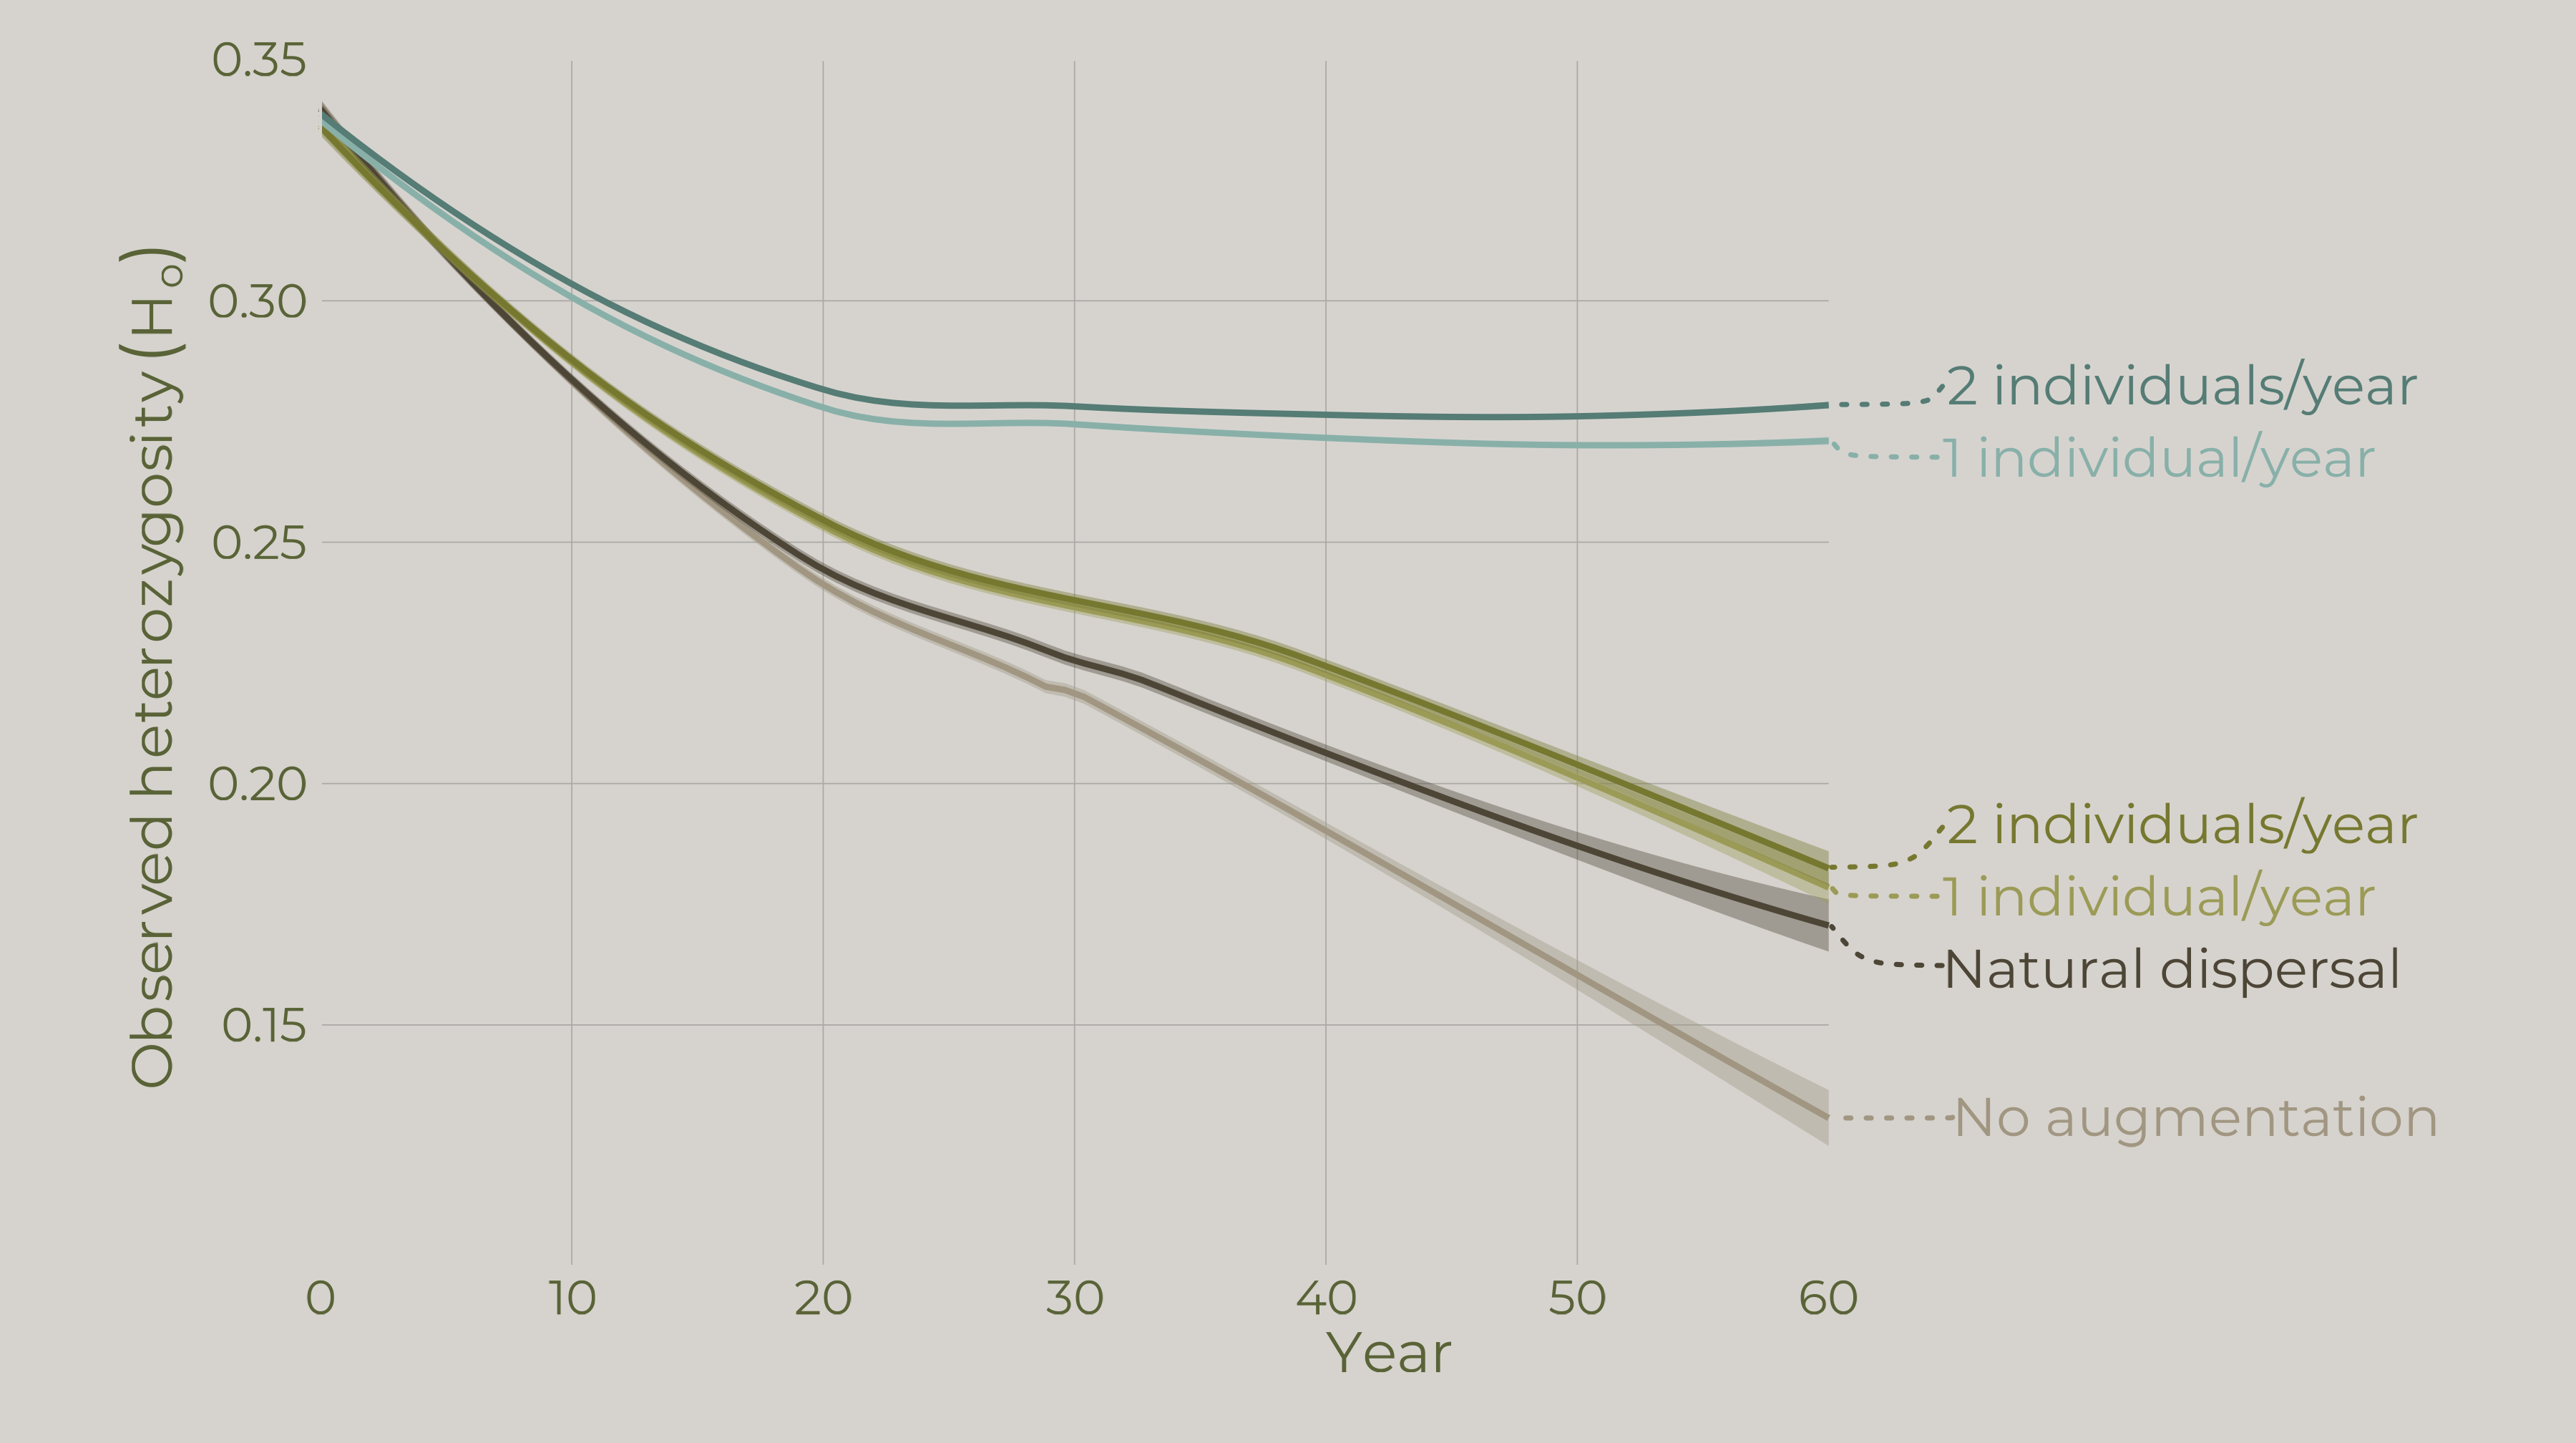 0.35
0.30
0.25
0.20
0.15
Observed heterozygosity (Ho)
0 10 20 30 40 50 60
Year
2 individuals/year
1 individual/year
2 individuals/year
1 individual/year
Natural dispersal
No augmentation